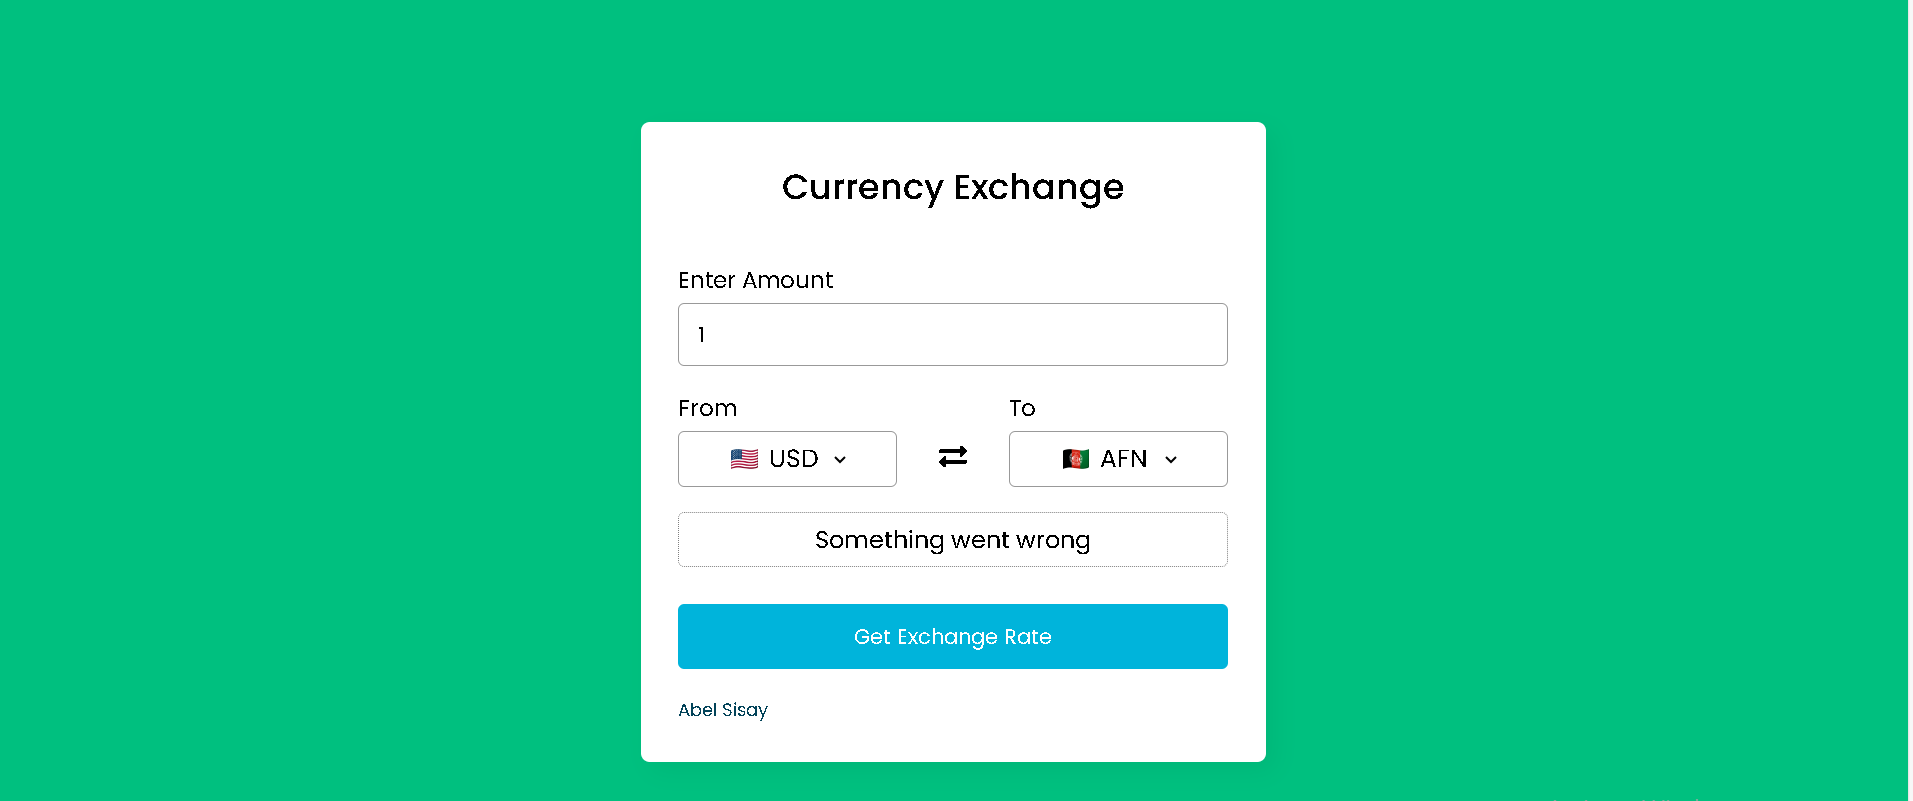 Currency Exchange
Enter Amount
1
From To
USD AFN
Something went wrong
Get Exchange Rate
Abel Sisay